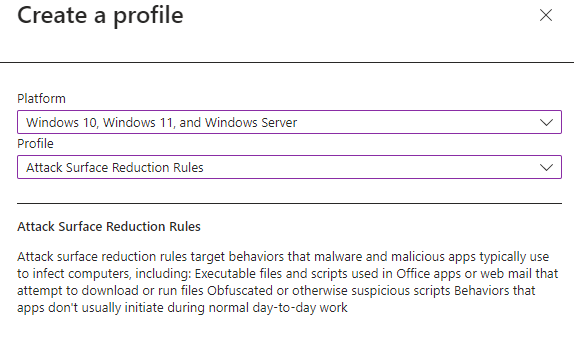 Create a profile
Platform
Windows 10, Windows 11, and Windows Server
Profile
Attack Surface Reduction Rules
Attack Surface Reduction Rules
Attack surface reduction rules target behaviors that malware and malicious apps typically use
to infect computers, including: Executable files and scripts used in Office apps or web mail that
attempt to download or run files Obfuscated or otherwise suspicious scripts Behaviors that
apps don't usually initiate during normal day-to-day work